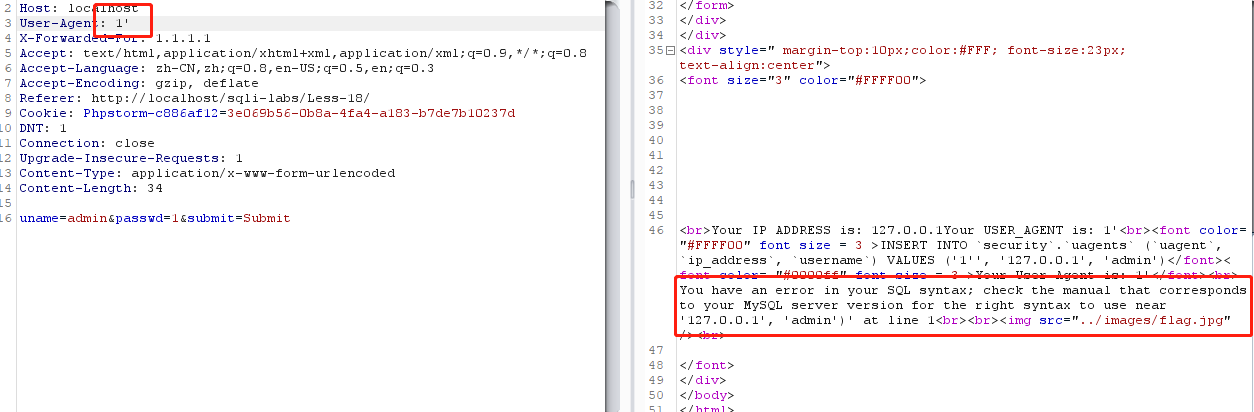 2 Host: localhost
3 User-Agent: 1'
4 X-Forwarded-For: 1.1.1.1
5 Accept: text/html,application/xhtml+xml,application/xml;q=0.9,*/*;q=0.8
6 Accept-Language: zh-CN,zh;q=0.8,en-US;q=0.5,en;q=0.3
7 Accept-Encoding: gzip, deflate
8 Referer: http://localhost/sqli-labs/Less-18/
9 Cookie: Phpstorm-c886af12=3e069b56-0b8a-4fa4-a183-b7de7b10237d
10 DNT: 1
11 Connection: close
12 Upgrade-Insecure-Requests: 1
13 Content-Type: application/x-www-form-urlencoded
14 Content-Length: 34
15
16 uname=admin&passwd=1&submit=Submit
32 </form>
33 </div>
34 </div>
35 <div style=" margin-top:10px;color:#FFF; font-size:23px;
text-align:center">
36 <font size="3" color="#FFFF00">
37
38
39
40
41
42
43
44
45
46 <br>Your IP ADDRESS is: 127.0.0.1Your USER_AGENT is: 1'<br><font color=
"#FFFF00" font size = 3 >INSERT INTO `security`.`uagents` (`uagent`,
`ip_address`, `username`) VALUES ('1'', '127.0.0.1', 'admin')</font><
font color= "#0000ff" font size = 3 >Your User Agent is: 1'</font><br>
You have an error in your SQL syntax; check the manual that corresponds
to your MySQL server version for the right syntax to use near
'127.0.0.1', 'admin')' at line 1<br><br><img src="../images/flag.jpg"
/><br>
47
48 </font>
49 </div>
50 </body>
51 </html>